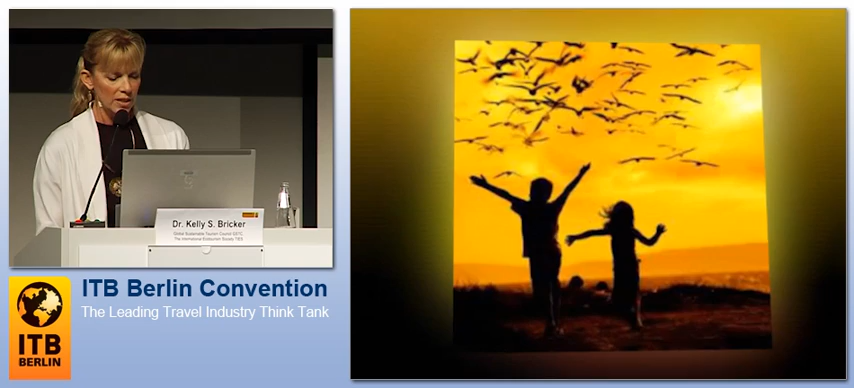 Dr. Kelly S. Bricker
Global Sustainable Tourism Council GSTC
The International Ecotourism Society TIES
ITB Berlin Convention
The Leading Travel Industry Think Tank
ITB
BERLIN